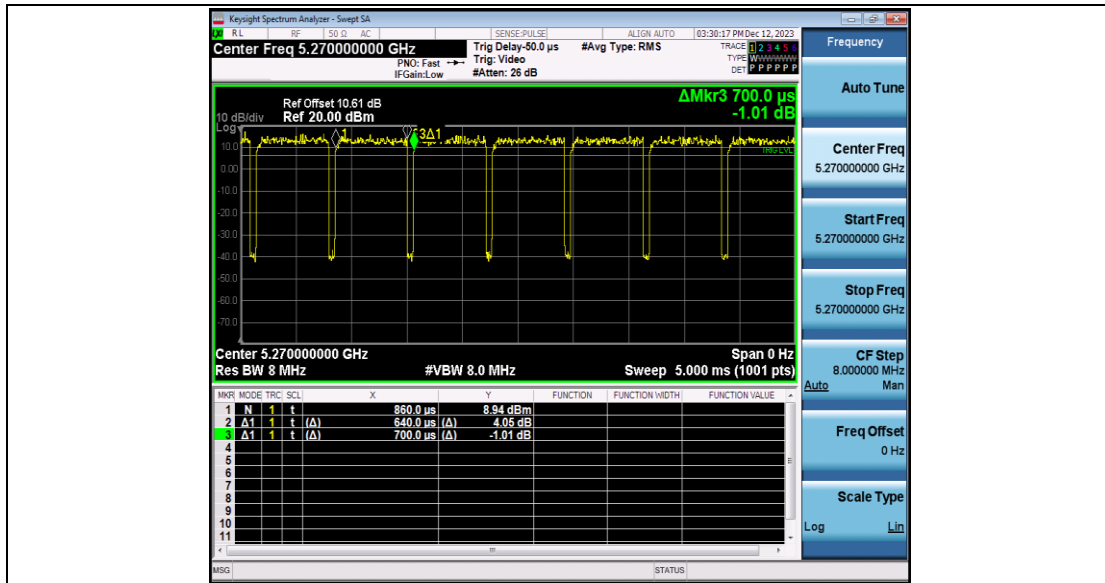 Keysight Spectrum Analyzer - Swept SA
RL RF 50 Ω AC SENSE:PULSE ALIGN AUTO 03:30:17 PM Dec 12, 2023
Center Freq 5.270000000 GHz
PNO: Fast
IFGain:Low
Trig Delay-50.0 µs
Trig: Video
#Atten: 26 dB
#Avg Type: RMS
TRACE 1 2 3 4 5 6
TYPE WWWWWW
DET P P P P P P
Frequency
Auto Tune
Center Freq
5.270000000 GHz
Start Freq
5.270000000 GHz
Stop Freq
5.270000000 GHz
CF Step
8.000000 MHz
Auto Man
Freq Offset
0 Hz
Scale Type
Log Lin
ΔMkr3 700.0 µs
-1.01 dB
Ref Offset 10.61 dB
10 dB/div Ref 20.00 dBm
Log
1 3Δ1
10.0
TRIG LVL
0.00
-10.0
-20.0
-30.0
-40.0
-50.0
-60.0
-70.0
Center 5.270000000 GHz Span 0 Hz
Res BW 8 MHz #VBW 8.0 MHz Sweep 5.000 ms (1001 pts)
MKR MODE TRC SCL X Y FUNCTION FUNCTION WIDTH FUNCTION VALUE
1 N 1 t 860.0 µs 8.94 dBm
2 Δ1 1 t (Δ) 640.0 µs (Δ) 4.05 dB
3 Δ1 1 t (Δ) 700.0 µs (Δ) -1.01 dB
4
5
6
7
8
9
10
11
MSG STATUS